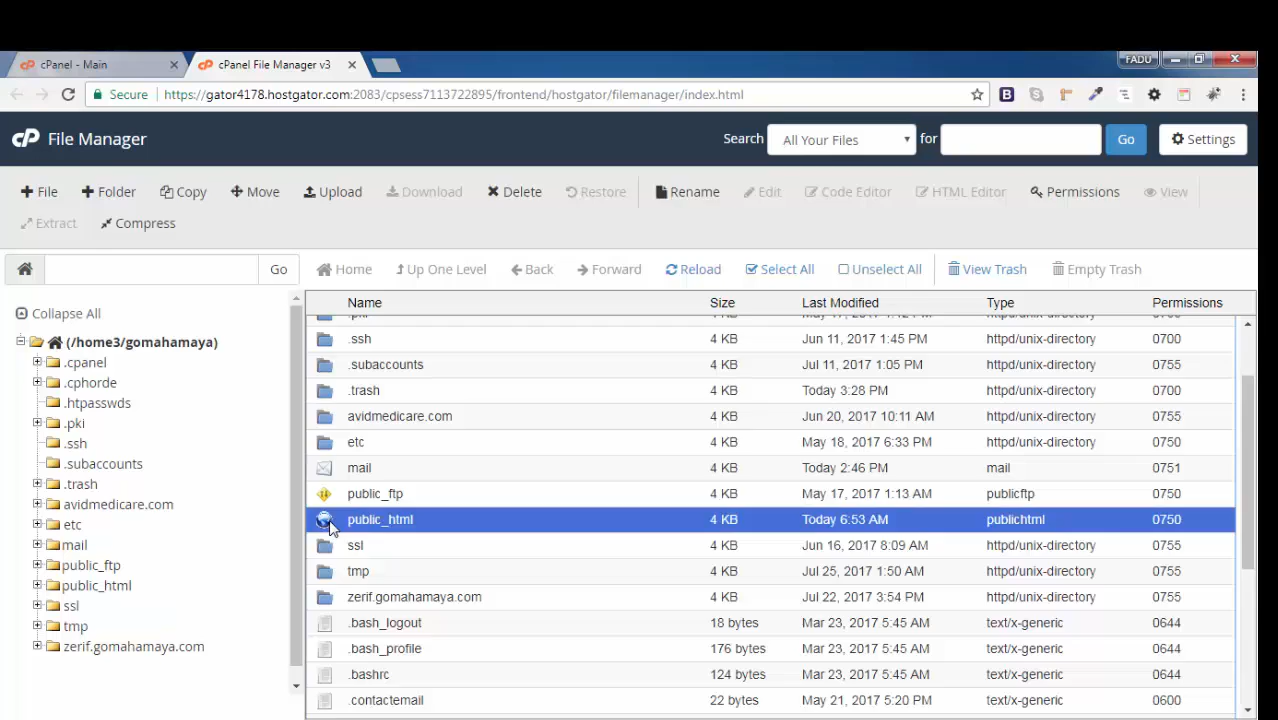 cPanel - Main
cPanel File Manager v3
FADU
Secure https://gator4178.hostgator.com:2083/cpsess7113722895/frontend/hostgator/filemanager/index.html
cP File Manager
Search All Your Files for Go Settings
File Folder Copy Move Upload Download Delete Restore Rename Edit Code Editor HTML Editor Permissions View
Extract Compress
Go Home Up One Level Back Forward Reload Select All Unselect All View Trash Empty Trash
Collapse All
(/home3/gomahamaya)
.cpanel
.cphorde
.htpasswds
.pki
.ssh
.subaccounts
.trash
avidmedicare.com
etc
mail
public_ftp
public_html
ssl
tmp
zerif.gomahamaya.com
Name Size Last Modified Type Permissions
.pki 4 KB May 17, 2017 1:12 PM httpd/unix-directory 0700
.ssh 4 KB Jun 11, 2017 1:45 PM httpd/unix-directory 0700
.subaccounts 4 KB Jul 11, 2017 1:05 PM httpd/unix-directory 0755
.trash 4 KB Today 3:28 PM httpd/unix-directory 0700
avidmedicare.com 4 KB Jun 20, 2017 10:11 AM httpd/unix-directory 0755
etc 4 KB May 18, 2017 6:33 PM httpd/unix-directory 0750
mail 4 KB Today 2:46 PM mail 0751
public_ftp 4 KB May 17, 2017 1:13 AM publicftp 0750
public_html 4 KB Today 6:53 AM publichtml 0750
ssl 4 KB Jun 16, 2017 8:09 AM httpd/unix-directory 0755
tmp 4 KB Jul 25, 2017 1:50 AM httpd/unix-directory 0755
zerif.gomahamaya.com 4 KB Jul 22, 2017 3:54 PM httpd/unix-directory 0755
.bash_logout 18 bytes Mar 23, 2017 5:45 AM text/x-generic 0644
.bash_profile 176 bytes Mar 23, 2017 5:45 AM text/x-generic 0644
.bashrc 124 bytes Mar 23, 2017 5:45 AM text/x-generic 0644
.contactemail 22 bytes May 21, 2017 5:20 PM text/x-generic 0600